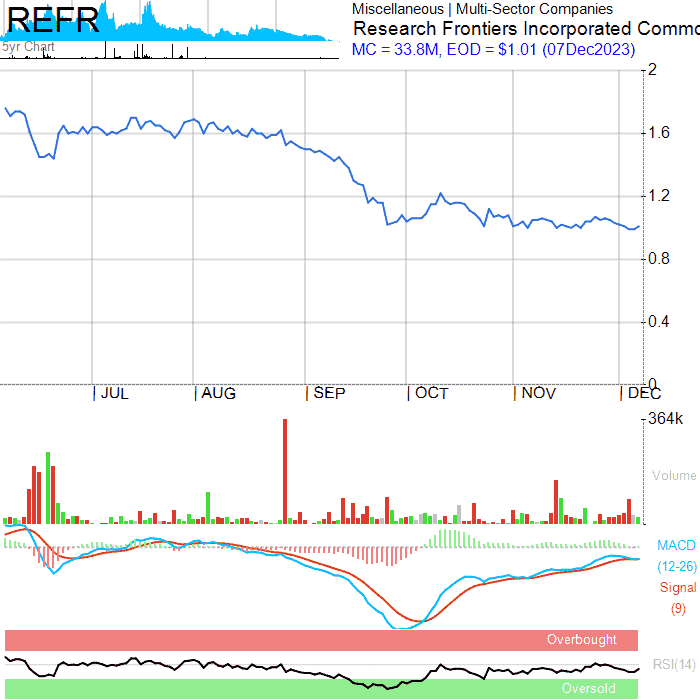 REFR
5yr Chart
Miscellaneous | Multi-Sector Companies
Research Frontiers Incorporated Commo
MC = 33.8M, EOD = $1.01 (07Dec2023)
2
1.6
1.2
0.8
0.4
0
JUL AUG SEP OCT NOV DEC
364k
Volume
MACD
(12-26)
Signal
(9)
Overbought
RSI(14)
Oversold